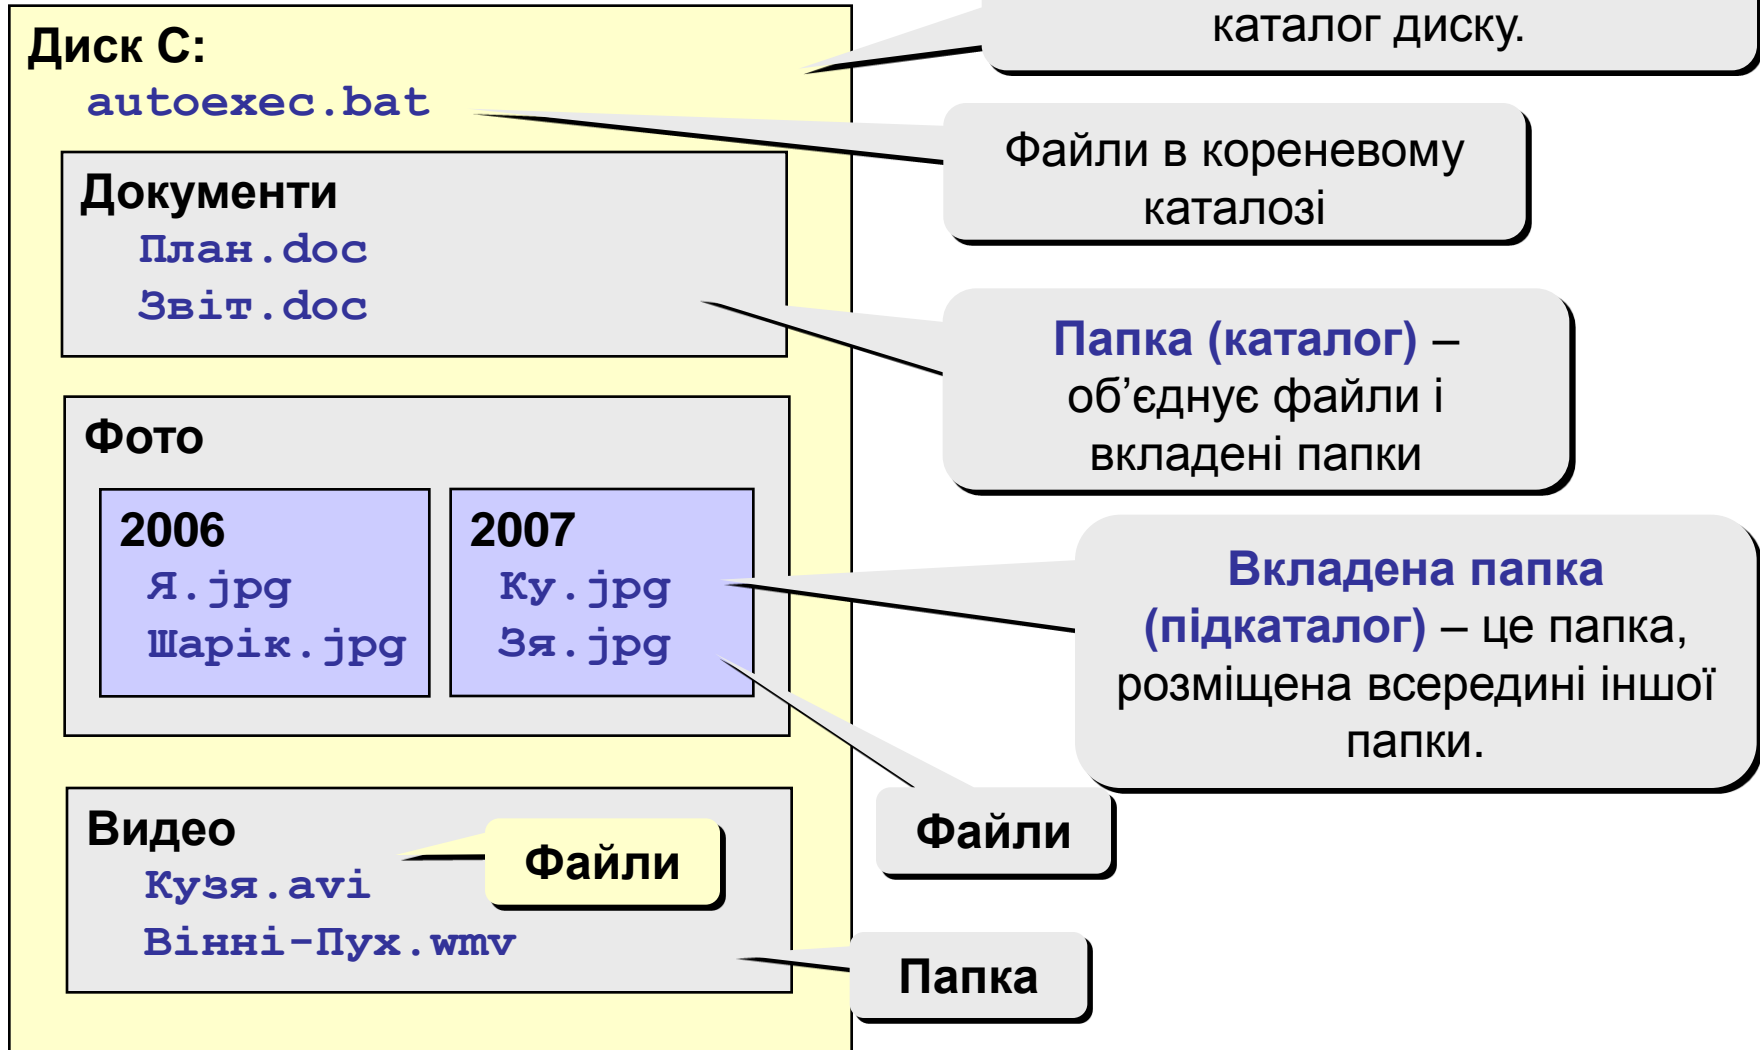 каталог диску.
Диск C:
autoexec.bat
Файли в кореневому
каталозі
Документи
План.doc
Звіт.doc
Папка (каталог) –
об’єднує файли і
вкладені папки
Фото
2006
Я.jpg
Шарік.jpg
2007
Ку.jpg
Зя.jpg
Вкладена папка
(підкаталог) – це папка,
розміщена всередині іншої
папки.
Файли
Видео
Кузя.avi
Вінні-Пух.wmv
Файли
Папка